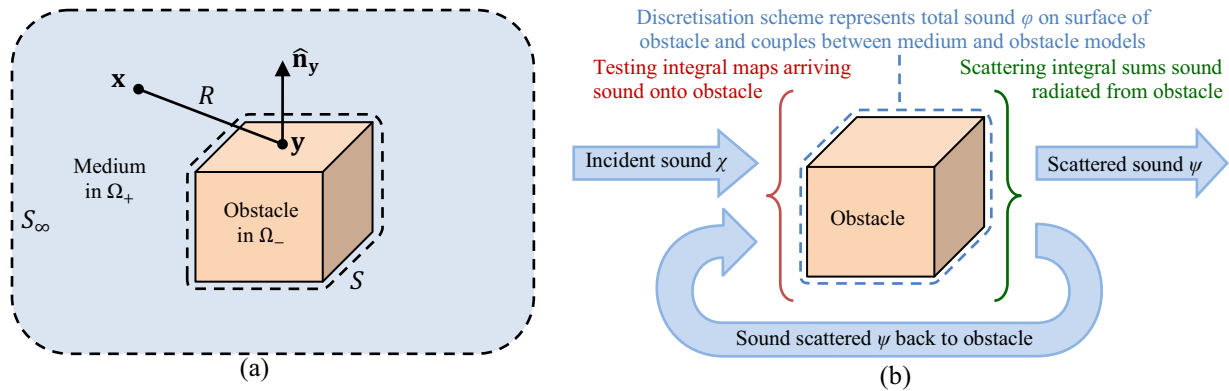 x
R
n̂y
y
Medium
in Ω+
Obstacle
in Ω−
S∞
S
(a)
Discretisation scheme represents total sound φ on surface of
obstacle and couples between medium and obstacle models
Testing integral maps arriving
sound onto obstacle
Scattering integral sums sound
radiated from obstacle
Incident sound χ
Obstacle
Scattered sound ψ
Sound scattered ψ back to obstacle
(b)